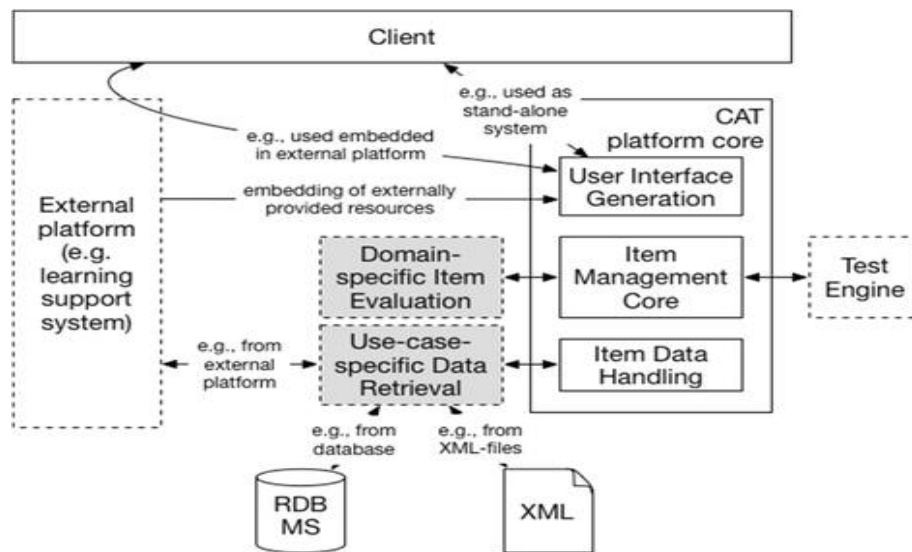 Client
e.g., used as
stand-alone
system
CAT
platform core
e.g., used embedded
in external platform
User Interface
Generation
embedding of externally
provided resources
External
platform
(e.g.
learning
support
system)
Domain-
specific Item
Evaluation
Item
Management
Core
Test
Engine
e.g., from
external
platform
Use-case-
specific Data
Retrieval
Item Data
Handling
e.g., from
database
e.g., from
XML-files
RDB
MS
XML